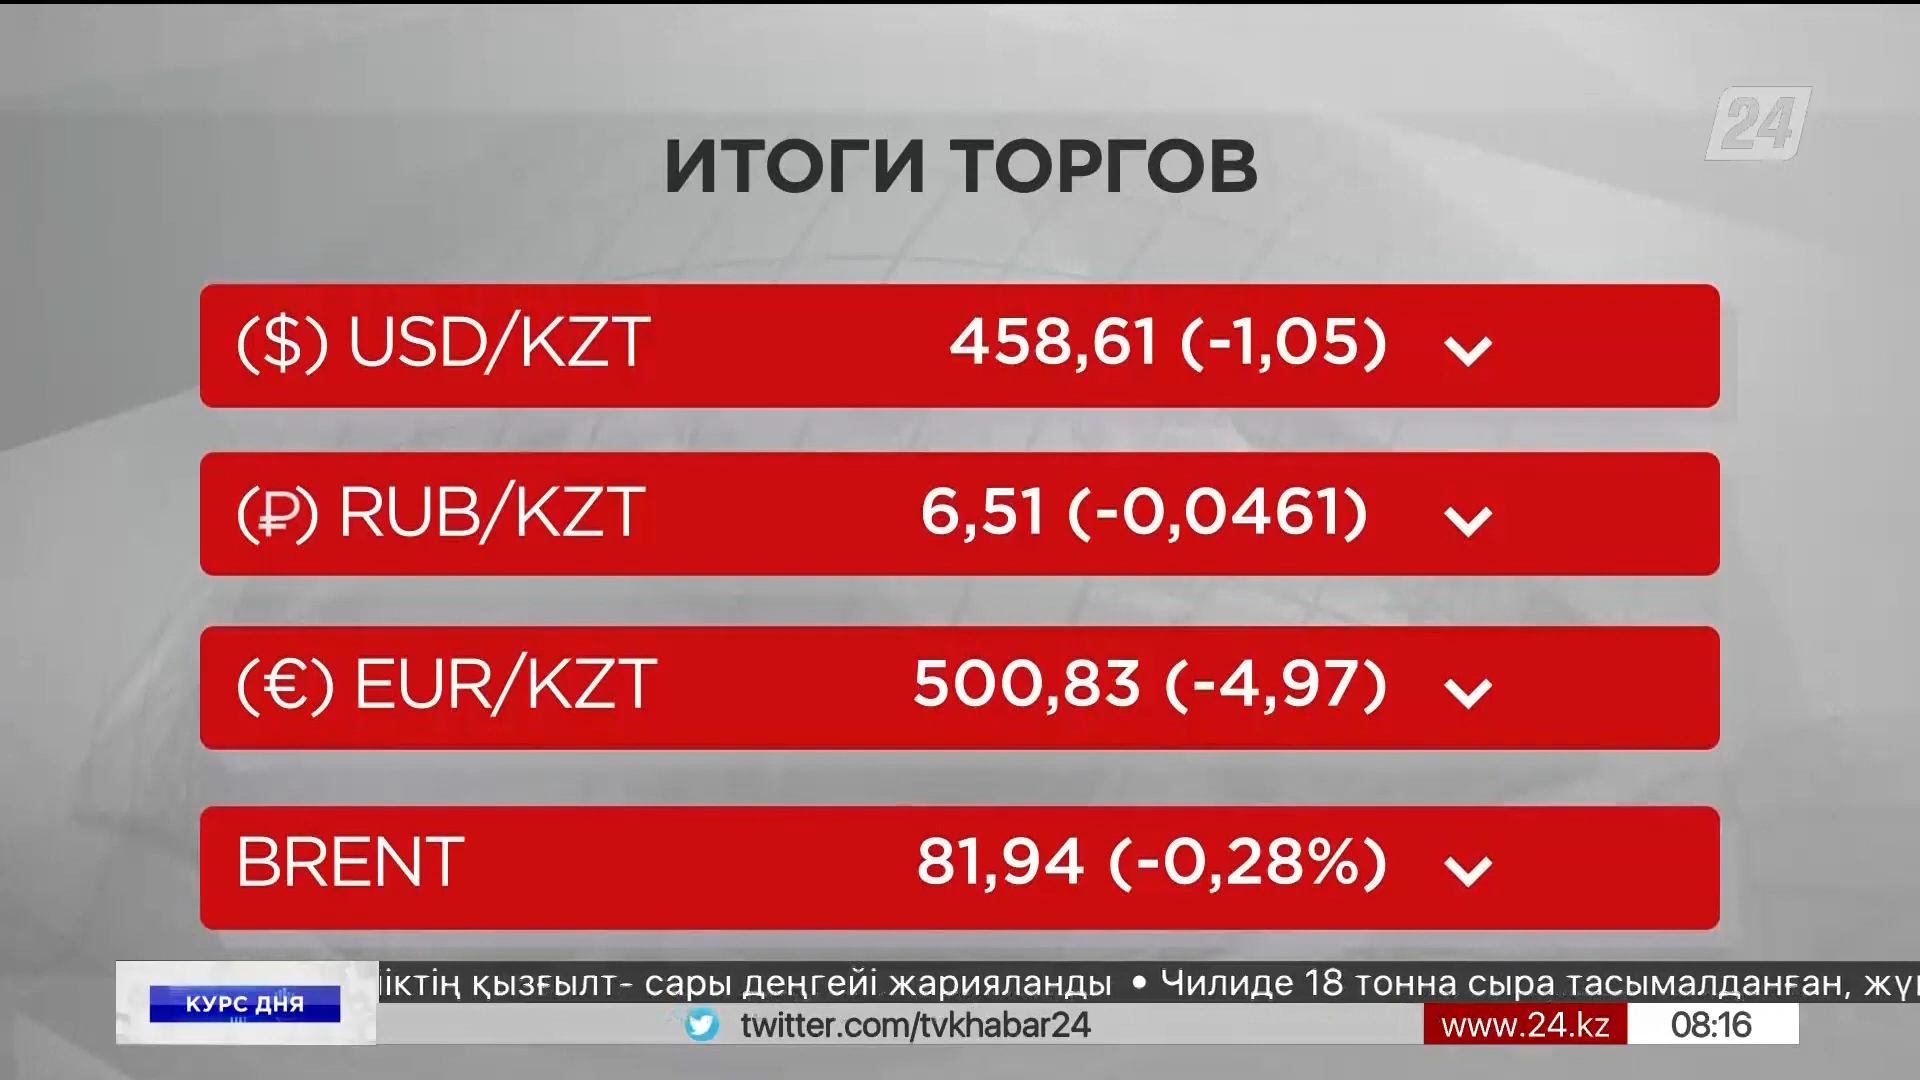 24
ИТОГИ ТОРГОВ
($) USD/KZT 458,61 (-1,05)
(₽) RUB/KZT 6,51 (-0,0461)
(€) EUR/KZT 500,83 (-4,97)
BRENT 81,94 (-0,28%)
іктің қызғылт- сары деңгейі жарияланды • Чилиде 18 тонна сыра тасымалданған,
КУРС ДНЯ
twitter.com/tvkhabar24 www.24.kz 08:16